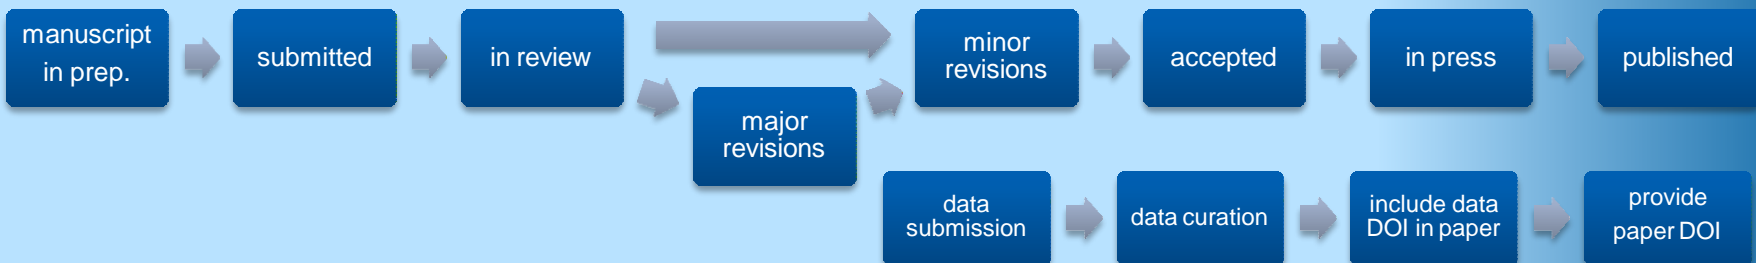 manuscript
in prep.
submitted
in review
major
revisions
minor
revisions
accepted
in press
published
data
submission
data curation
include data
DOI in paper
provide
paper DOI